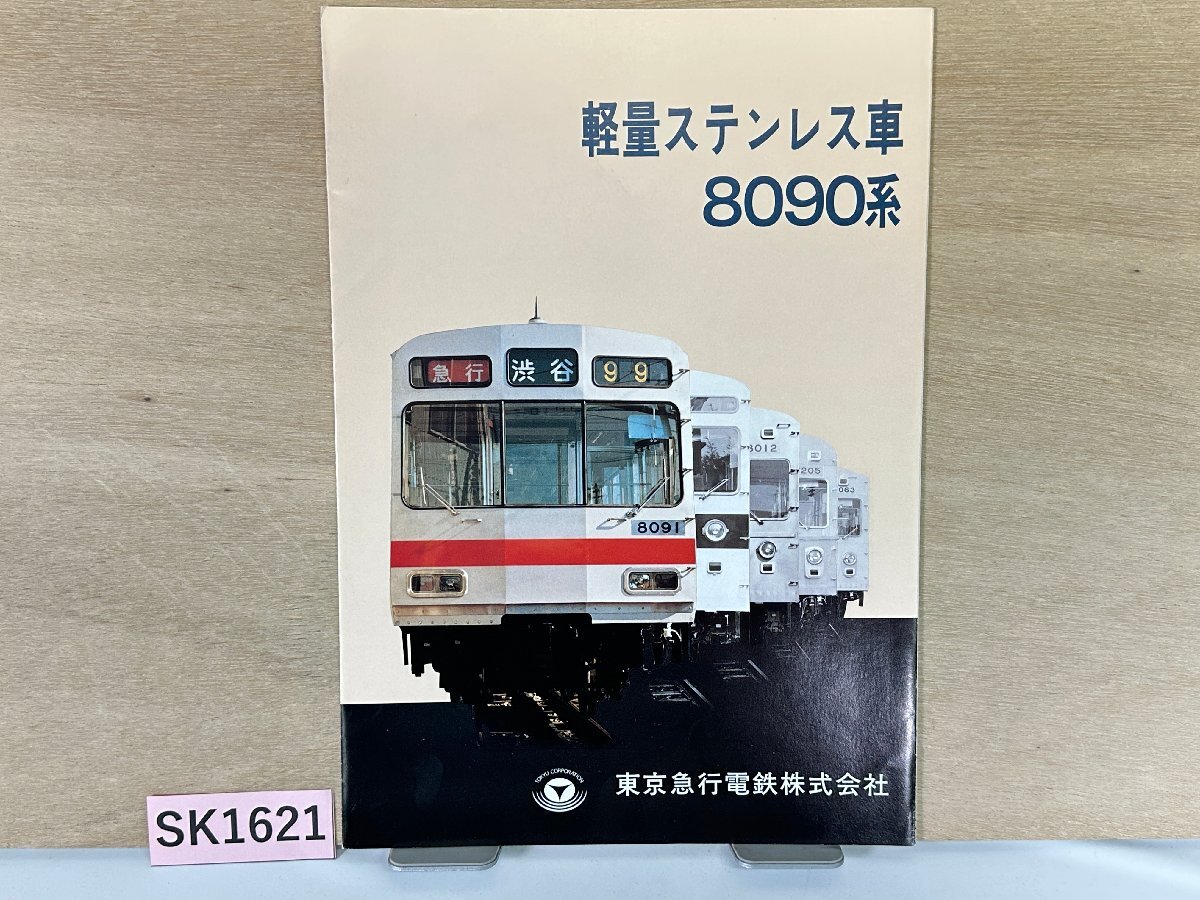 軽量ステンレス車
8090系
急行 渋谷 99
8012
205
063
8091
TOKYU CORPORATION
東京急行電鉄株式会社
SK1621